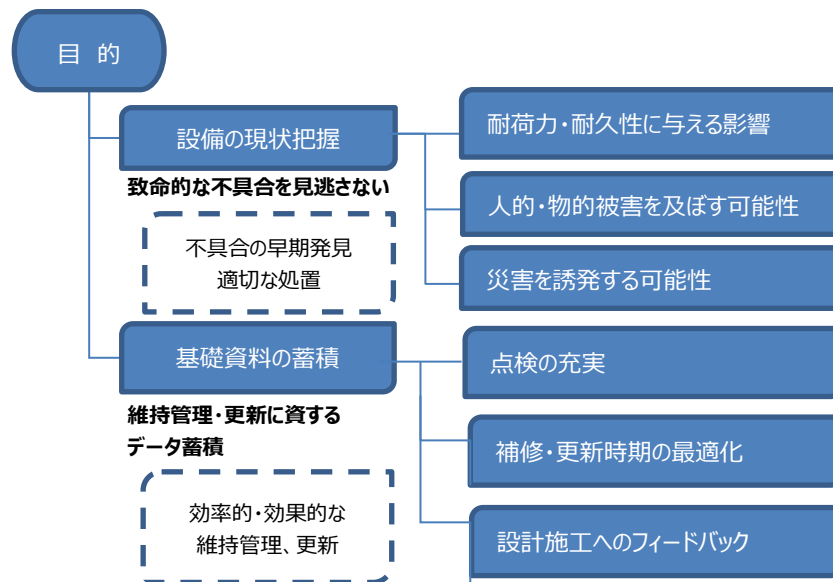 目 的
設備の現状把握
致命的な不具合を見逃さない
不具合の早期発見
適切な処置
耐荷力・耐久性に与える影響
人的・物的被害を及ぼす可能性
災害を誘発する可能性
基礎資料の蓄積
維持管理・更新に資する
データ蓄積
効率的・効果的な
維持管理、更新
点検の充実
補修・更新時期の最適化
設計施工へのフィードバック